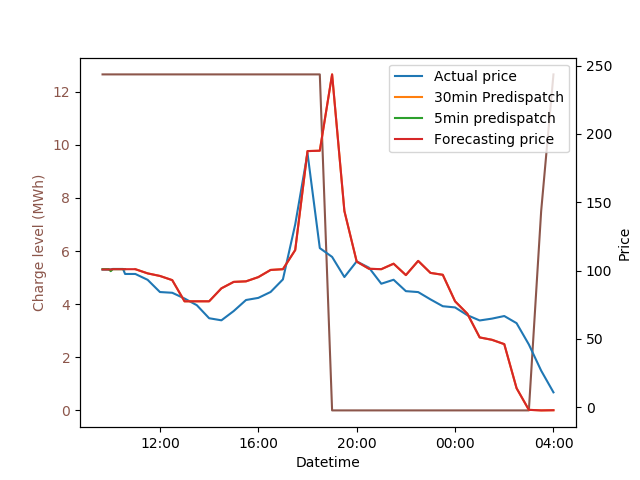 Actual price
30min Predispatch
5min predispatch
Forecasting price
Charge level (MWh)
12
10
8
6
4
2
0
250
200
150
100
50
0
Price
12:00 16:00 20:00 00:00 04:00
Datetime